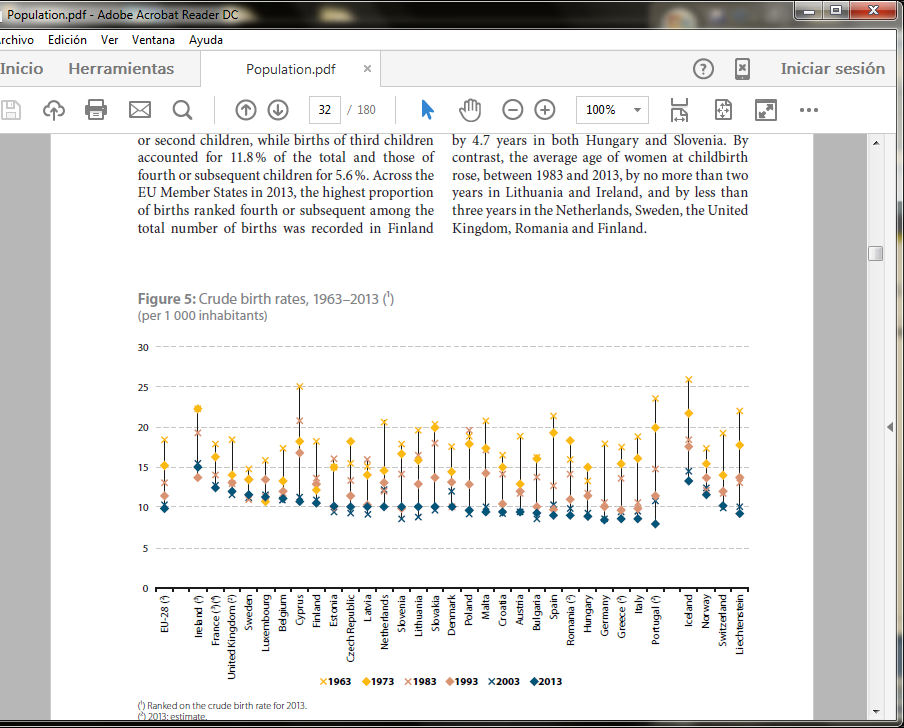 Population.pdf - Adobe Acrobat Reader DC
rchivo Edición Ver Ventana Ayuda
Inicio Herramientas Population.pdf × ? Iniciar sesión
32 / 180 100%
or second children, while births of third children
accounted for 11.8 % of the total and those of
fourth or subsequent children for 5.6 %. Across the
EU Member States in 2013, the highest proportion
of births ranked fourth or subsequent among the
total number of births was recorded in Finland
by 4.7 years in both Hungary and Slovenia. By
contrast, the average age of women at childbirth
rose, between 1983 and 2013, by no more than two
years in Lithuania and Ireland, and by less than
three years in the Netherlands, Sweden, the United
Kingdom, Romania and Finland.
Figure 5: Crude birth rates, 1963–2013 (¹)
(per 1 000 inhabitants)
30
25
20
15
10
5
0
EU-28 (²)
Ireland (³)
France (³)(⁴)
United Kingdom (²)
Sweden
Luxembourg
Belgium
Cyprus
Finland
Estonia
Czech Republic
Latvia
Netherlands
Slovenia
Lithuania
Slovakia
Denmark
Poland
Malta
Croatia
Austria
Bulgaria
Spain
Romania (²)
Hungary
Germany
Greece (²)
Italy
Portugal (²)
Iceland
Norway
Switzerland
Liechtenstein
1963 1973 1983 1993 2003 2013
(¹) Ranked on the crude birth rate for 2013.
(²) 2013: estimate.